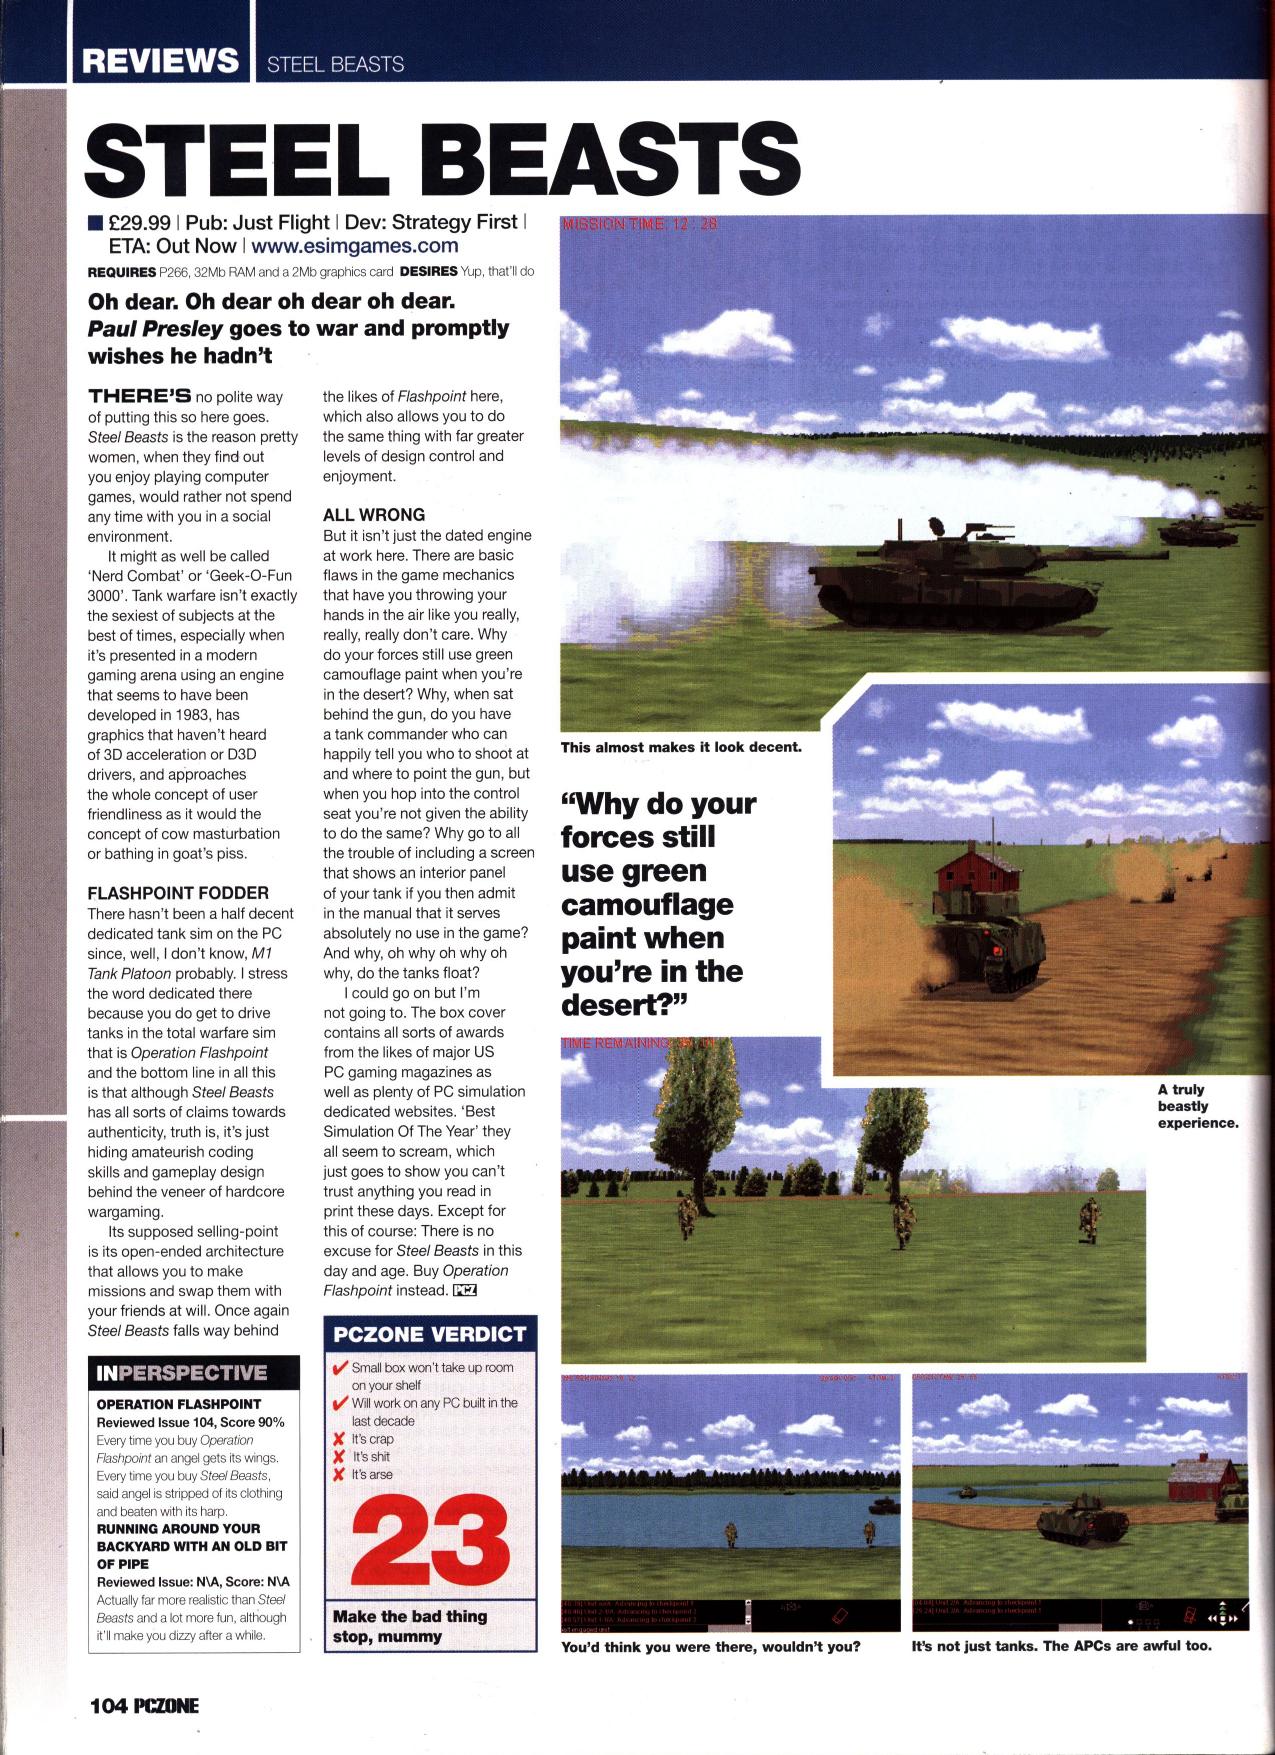 REVIEWS
STEEL BEASTS
STEEL BEASTS
£29.99 | Pub: Just Flight | Dev: Strategy First |
ETA: Out Now | www.esimgames.com
REQUIRES P266, 32Mb RAM and a 2Mb graphics card DESIRES Yup, that'll do
Oh dear. Oh dear oh dear oh dear.
Paul Presley goes to war and promptly
wishes he hadn't
THERE'S no polite way
of putting this so here goes.
Steel Beasts is the reason pretty
women, when they find out
you enjoy playing computer
games, would rather not spend
any time with you in a social
environment.
It might as well be called
'Nerd Combat' or 'Geek-O-Fun
3000'. Tank warfare isn't exactly
the sexiest of subjects at the
best of times, especially when
it's presented in a modern
gaming arena using an engine
that seems to have been
developed in 1983, has
graphics that haven't heard
of 3D acceleration or D3D
drivers, and approaches
the whole concept of user
friendliness as it would the
concept of cow masturbation
or bathing in goat's piss.
FLASHPOINT FODDER
There hasn't been a half decent
dedicated tank sim on the PC
since, well, I don't know, M1
Tank Platoon probably. I stress
the word dedicated there
because you do get to drive
tanks in the total warfare sim
that is Operation Flashpoint
and the bottom line in all this
is that although Steel Beasts
has all sorts of claims towards
authenticity, truth is, it's just
hiding amateurish coding
skills and gameplay design
behind the veneer of hardcore
wargaming.
Its supposed selling-point
is its open-ended architecture
that allows you to make
missions and swap them with
your friends at will. Once again
Steel Beasts falls way behind
the likes of Flashpoint here,
which also allows you to do
the same thing with far greater
levels of design control and
enjoyment.
ALL WRONG
But it isn't just the dated engine
at work here. There are basic
flaws in the game mechanics
that have you throwing your
hands in the air like you really,
really, really don't care. Why
do your forces still use green
camouflage paint when you're
in the desert? Why, when sat
behind the gun, do you have
a tank commander who can
happily tell you who to shoot at
and where to point the gun, but
when you hop into the control
seat you're not given the ability
to do the same? Why go to all
the trouble of including a screen
that shows an interior panel
of your tank if you then admit
in the manual that it serves
absolutely no use in the game?
And why, oh why oh why oh
why, do the tanks float?
I could go on but I'm
not going to. The box cover
contains all sorts of awards
from the likes of major US
PC gaming magazines as
well as plenty of PC simulation
dedicated websites. 'Best
Simulation Of The Year' they
all seem to scream, which
just goes to show you can't
trust anything you read in
print these days. Except for
this of course: There is no
excuse for Steel Beasts in this
day and age. Buy Operation
Flashpoint instead. PCZ
INPERSPECTIVE
OPERATION FLASHPOINT
Reviewed Issue 104, Score 90%
Every time you buy Operation
Flashpoint an angel gets its wings.
Every time you buy Steel Beasts,
said angel is stripped of its clothing
and beaten with its harp.
RUNNING AROUND YOUR
BACKYARD WITH AN OLD BIT
OF PIPE
Reviewed Issue: N\A, Score: N\A
Actually far more realistic than Steel
Beasts and a lot more fun, although
it'll make you dizzy after a while.
PCZONE VERDICT
Small box won't take up room
on your shelf
Will work on any PC built in the
last decade
It's crap
It's shit
It's arse
23
Make the bad thing
stop, mummy
MISSION TIME: 12 : 28
This almost makes it look decent.
"Why do your
forces still
use green
camouflage
paint when
you're in the
desert?"
A truly
beastly
experience.
TIME REMAINING:
You'd think you were there, wouldn't you?
It's not just tanks. The APCs are awful too.
104 PCZONE